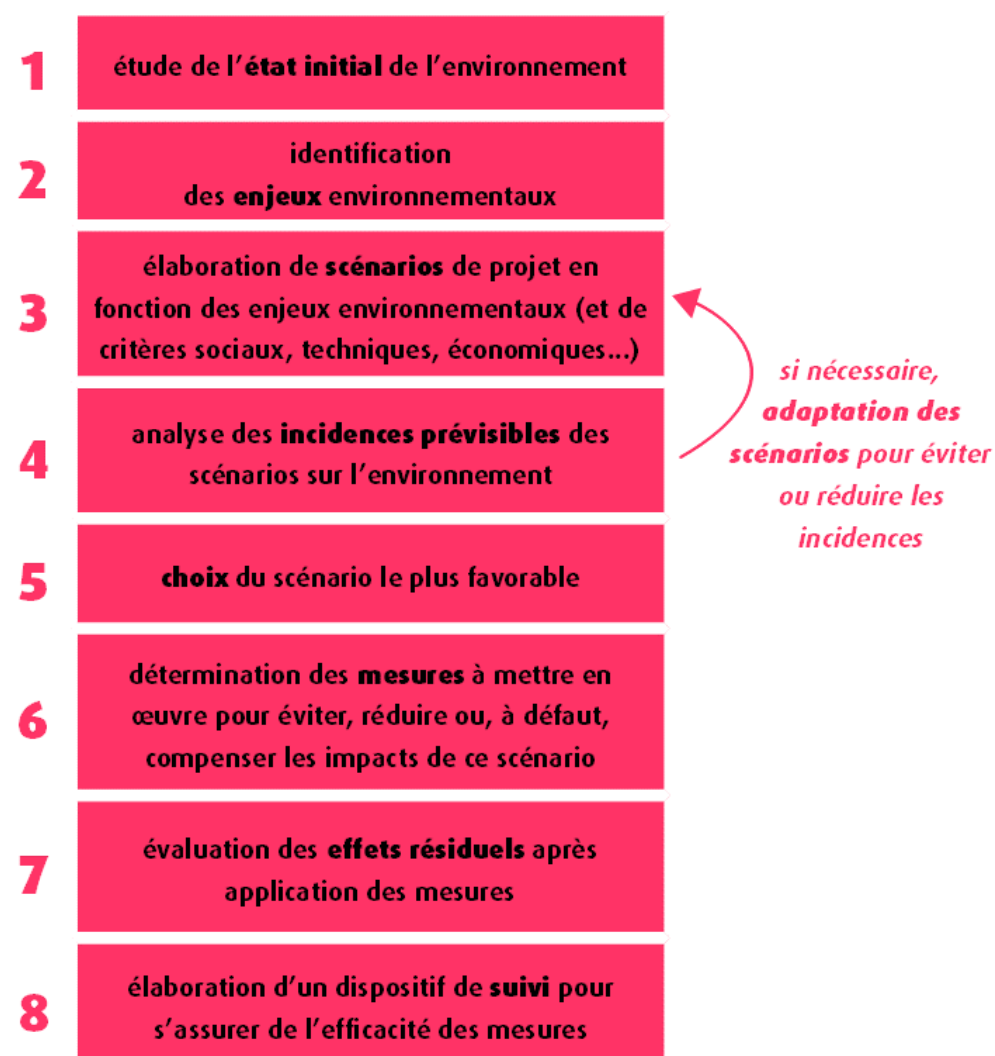 1
étude de l'état initial de l'environnement
2
identification
des enjeux environnementaux
3
élaboration de scénarios de projet en
fonction des enjeux environnementaux (et de
critères sociaux, techniques, économiques...)
si nécessaire,
adaptation des
scénarios pour éviter
ou réduire les
incidences
4
analyse des incidences prévisibles des
scénarios sur l'environnement
5
choix du scénario le plus favorable
6
détermination des mesures à mettre en
œuvre pour éviter, réduire ou, à défaut,
compenser les impacts de ce scénario
7
évaluation des effets résiduels après
application des mesures
8
élaboration d'un dispositif de suivi pour
s'assurer de l'efficacité des mesures